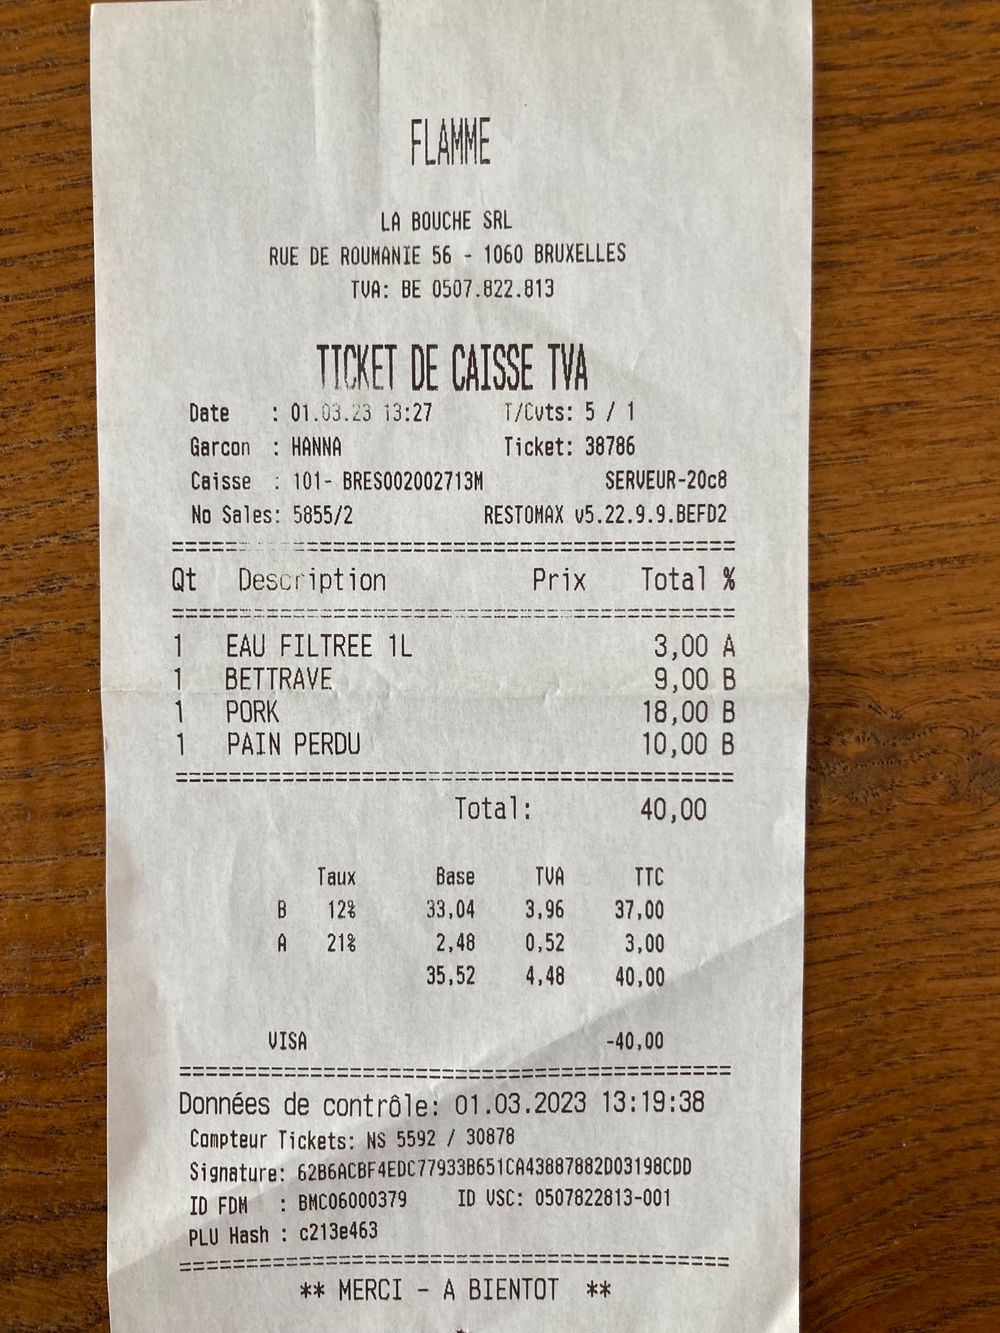 FLAMME
LA BOUCHE SRL
RUE DE ROUMANIE 56 - 1060 BRUXELLES
TVA: BE 0507.822.813
TICKET DE CAISSE TVA
Date : 01.03.23 13:27 T/Cvts: 5 / 1
Garcon : HANNA Ticket: 38786
Caisse : 101- BRES002002713M SERVEUR-20c8
No Sales: 5855/2 RESTOMAX v5.22.9.9.BEFD2
==========================================
Qt Description Prix Total %
==========================================
1 EAU FILTREE 1L 3,00 A
1 BETTRAVE 9,00 B
1 PORK 18,00 B
1 PAIN PERDU 10,00 B
==========================================
Total: 40,00
Taux Base TVA TTC
B 12% 33,04 3,96 37,00
A 21% 2,48 0,52 3,00
35,52 4,48 40,00
VISA -40,00
==========================================
Données de contrôle: 01.03.2023 13:19:38
Compteur Tickets: NS 5592 / 30878
Signature: 62B6ACBF4EDC77933B651CA43887882D03198CDD
ID FDM : BMC06000379 ID VSC: 0507822813-001
PLU Hash : c213e463
==========================================
** MERCI - A BIENTOT **